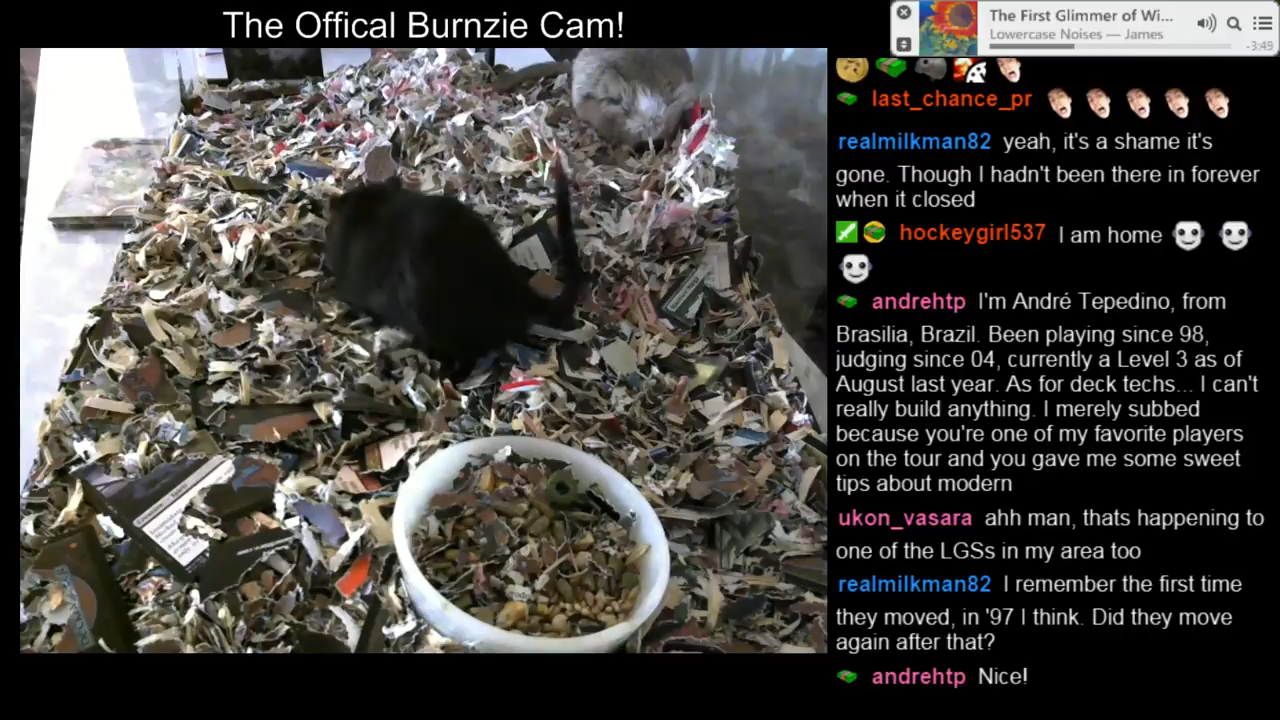 The Offical Burnzie Cam!
The First Glimmer of Wi...
Lowercase Noises — James
-3:49
last_chance_pr
realmilkman82 yeah, it's a shame it's
gone. Though I hadn't been there in forever
when it closed
hockeygirl537 I am home
andrehtp I'm André Tepedino, from
Brasilia, Brazil. Been playing since 98,
judging since 04, currently a Level 3 as of
August last year. As for deck techs... I can't
really build anything. I merely subbed
because you're one of my favorite players
on the tour and you gave me some sweet
tips about modern
ukon_vasara ahh man, thats happening to
one of the LGSs in my area too
realmilkman82 I remember the first time
they moved, in '97 I think. Did they move
again after that?
andrehtp Nice!